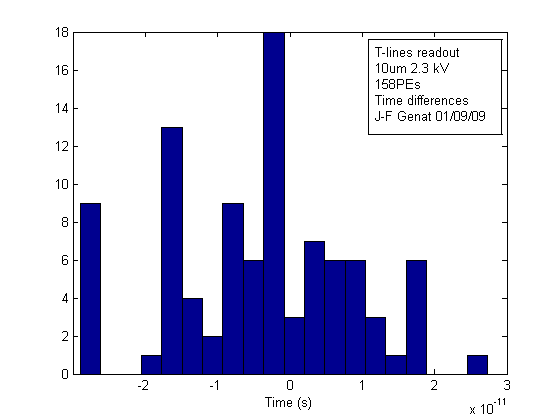 18
16
14
12
10
8
6
4
2
0
T-lines readout
10um 2.3 kV
158PEs
Time differences
J-F Genat 01/09/09
-2 -1 0 1 2 3
Time (s)
x 10^-11